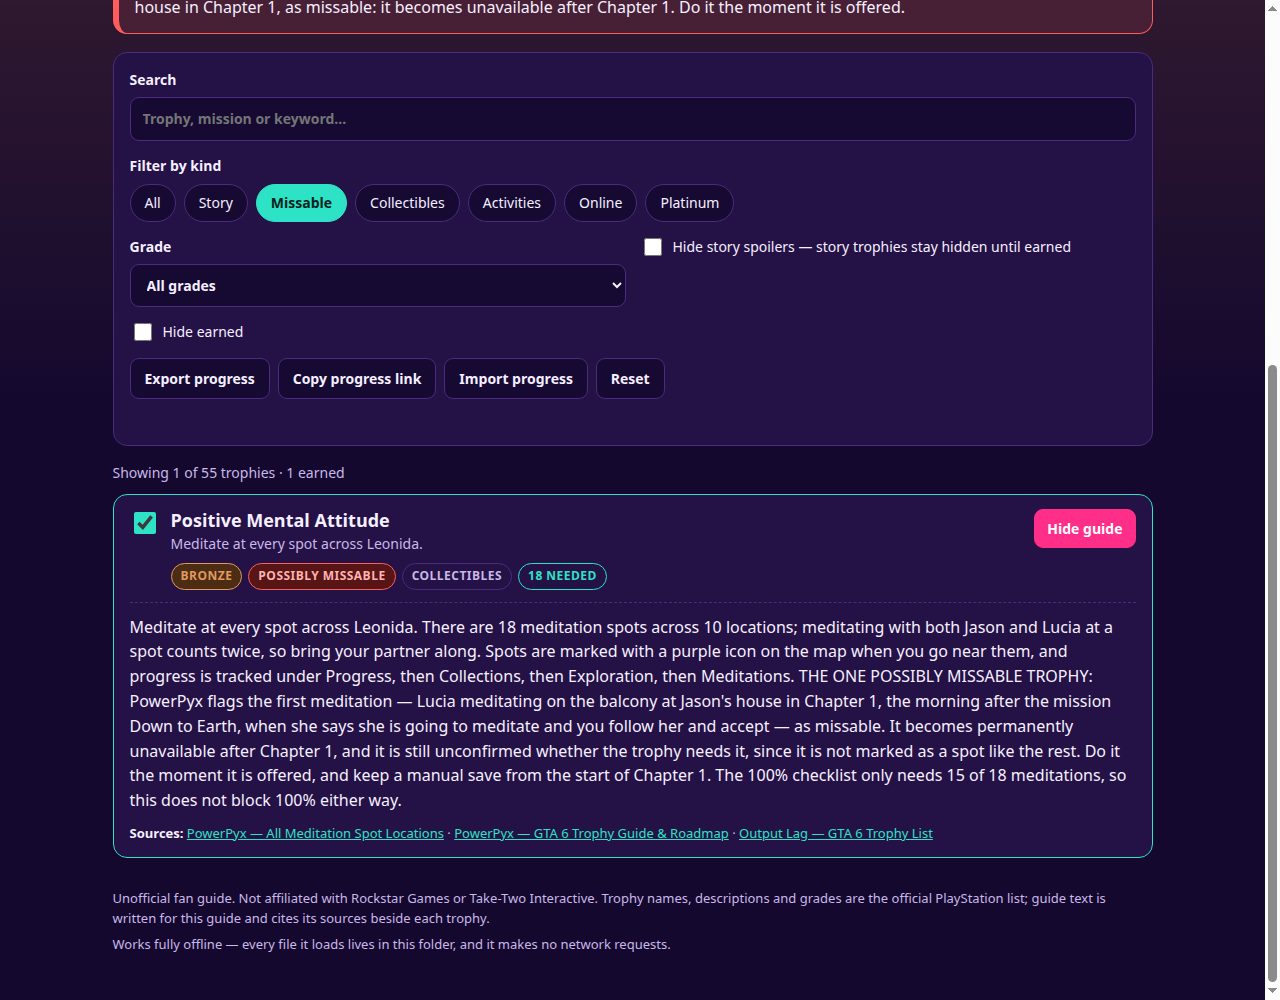 house in Chapter 1, as missable: it becomes unavailable after Chapter 1. Do it the moment it is offered.
Search
Trophy, mission or keyword...
Filter by kind
All
Story
Missable
Collectibles
Activities
Online
Platinum
Grade
Hide story spoilers — story trophies stay hidden until earned
All grades
Hide earned
Export progress
Copy progress link
Import progress
Reset
Showing 1 of 55 trophies · 1 earned
Positive Mental Attitude
Hide guide
Meditate at every spot across Leonida.
BRONZE
POSSIBLY MISSABLE
COLLECTIBLES
18 NEEDED
Meditate at every spot across Leonida. There are 18 meditation spots across 10 locations; meditating with both Jason and Lucia at a
spot counts twice, so bring your partner along. Spots are marked with a purple icon on the map when you go near them, and
progress is tracked under Progress, then Collections, then Exploration, then Meditations. THE ONE POSSIBLY MISSABLE TROPHY:
PowerPyx flags the first meditation — Lucia meditating on the balcony at Jason's house in Chapter 1, the morning after the mission
Down to Earth, when she says she is going to meditate and you follow her and accept — as missable. It becomes permanently
unavailable after Chapter 1, and it is still unconfirmed whether the trophy needs it, since it is not marked as a spot like the rest. Do it
the moment it is offered, and keep a manual save from the start of Chapter 1. The 100% checklist only needs 15 of 18 meditations, so
this does not block 100% either way.
Sources: PowerPyx — All Meditation Spot Locations · PowerPyx — GTA 6 Trophy Guide & Roadmap · Output Lag — GTA 6 Trophy List
Unofficial fan guide. Not affiliated with Rockstar Games or Take-Two Interactive. Trophy names, descriptions and grades are the official PlayStation list; guide text is
written for this guide and cites its sources beside each trophy.
Works fully offline — every file it loads lives in this folder, and it makes no network requests.